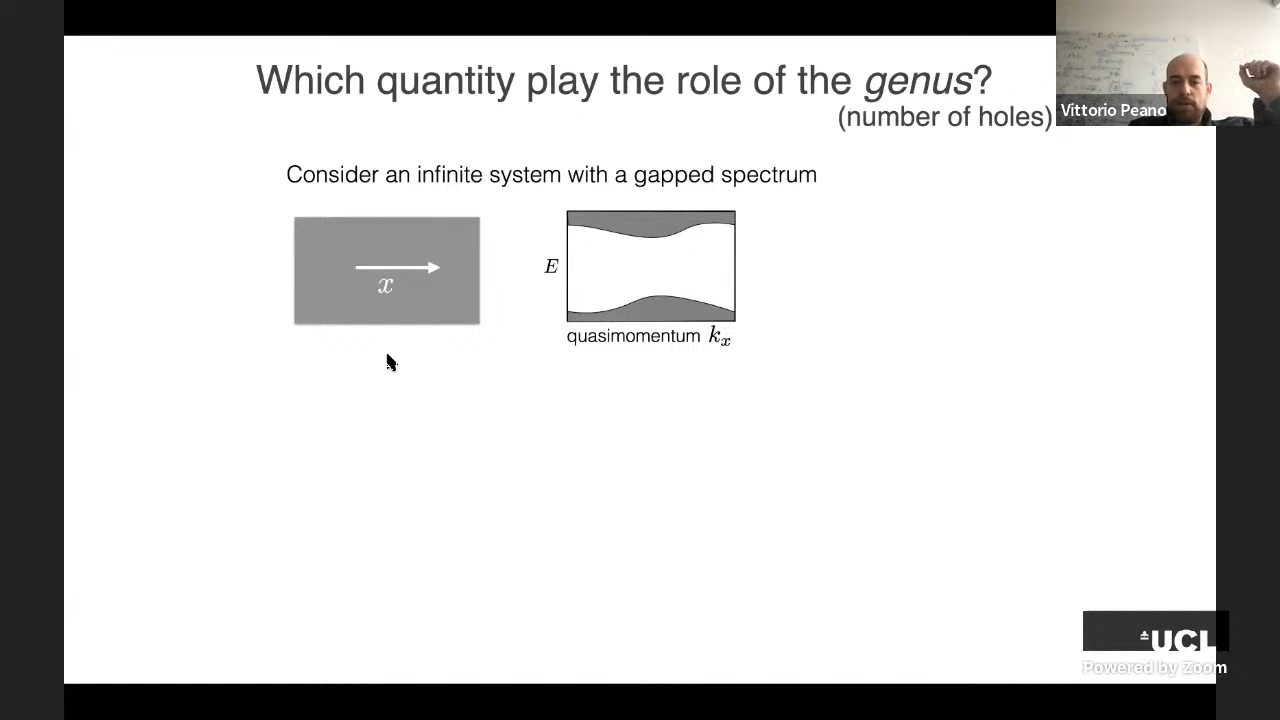 Which quantity play the role of the genus?
(number of holes)
Vittorio Peano
Consider an infinite system with a gapped spectrum
x
E
quasimomentum kₓ
UCL
Powered by Zoom